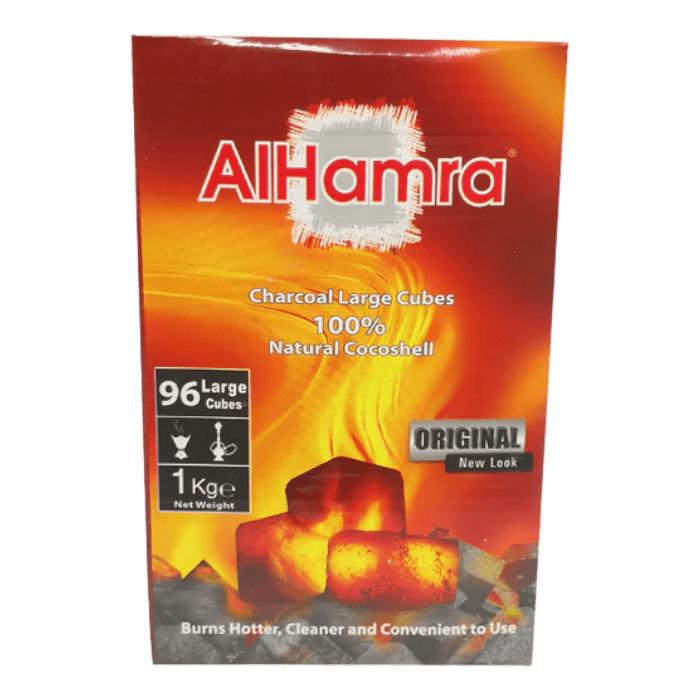 AlHamra®
Charcoal Large Cubes
100%
Natural Cocoshell
96 Large
Cubes
1 Kg℮
Net Weight
ORIGINAL
New Look
Burns Hotter, Cleaner and Convenient to Use